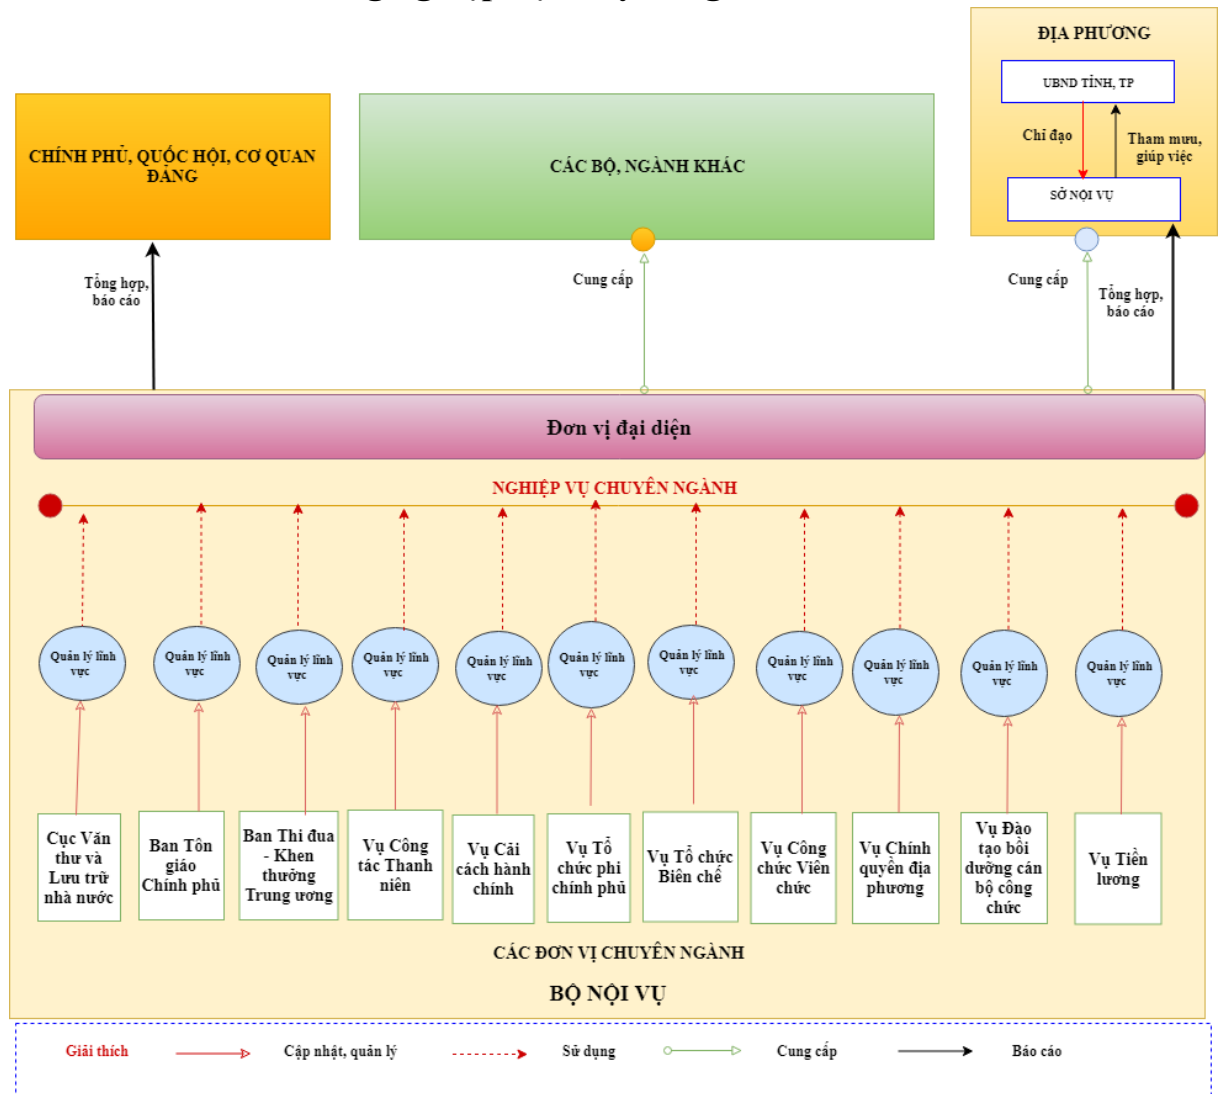 ĐỊA PHƯƠNG
UBND TỈNH, TP
Chỉ đạo
Tham mưu,
giúp việc
SỞ NỘI VỤ
CHÍNH PHỦ, QUỐC HỘI, CƠ QUAN
ĐẢNG
CÁC BỘ, NGÀNH KHÁC
Tổng hợp,
báo cáo
Cung cấp
Cung cấp
Tổng hợp,
báo cáo
Đơn vị đại diện
NGHIỆP VỤ CHUYÊN NGÀNH
Quản lý lĩnh
vực
Quản lý lĩnh
vực
Quản lý lĩnh
vực
Quản lý lĩnh
vực
Quản lý lĩnh
vực
Quản lý lĩnh
vực
Quản lý lĩnh
vực
Quản lý lĩnh
vực
Quản lý lĩnh
vực
Quản lý lĩnh
vực
Quản lý lĩnh
vực
Cục Văn
thư và
Lưu trữ
nhà nước
Ban Tôn
giáo
Chính phủ
Ban Thi đua
- Khen
thưởng
Trung ương
Vụ Công
tác Thanh
niên
Vụ Cải
cách hành
chính
Vụ Tổ
chức phi
chính phủ
Vụ Tổ chức
Biên chế
Vụ Công
chức Viên
chức
Vụ Chính
quyền địa
phương
Vụ Đào
tạo bồi
dưỡng cán
bộ công
chức
Vụ Tiền
lương
CÁC ĐƠN VỊ CHUYÊN NGÀNH
BỘ NỘI VỤ
Giải thích
Cập nhật, quản lý
Sử dụng
Cung cấp
Báo cáo